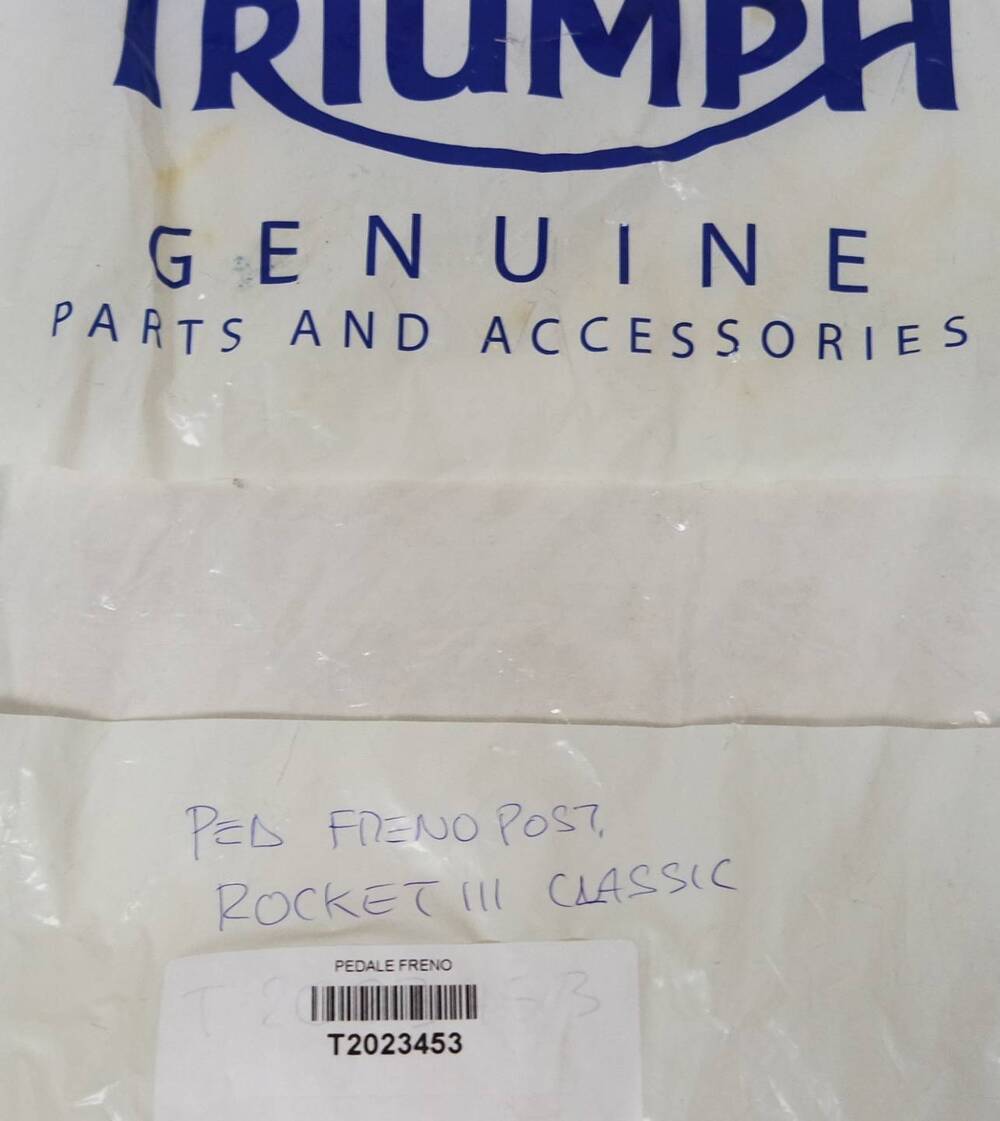 TRIUMPH
GENUINE
PARTS AND ACCESSORIES
PED FRENO POST.
ROCKET III CLASSIC
PEDALE FRENO
T2023453